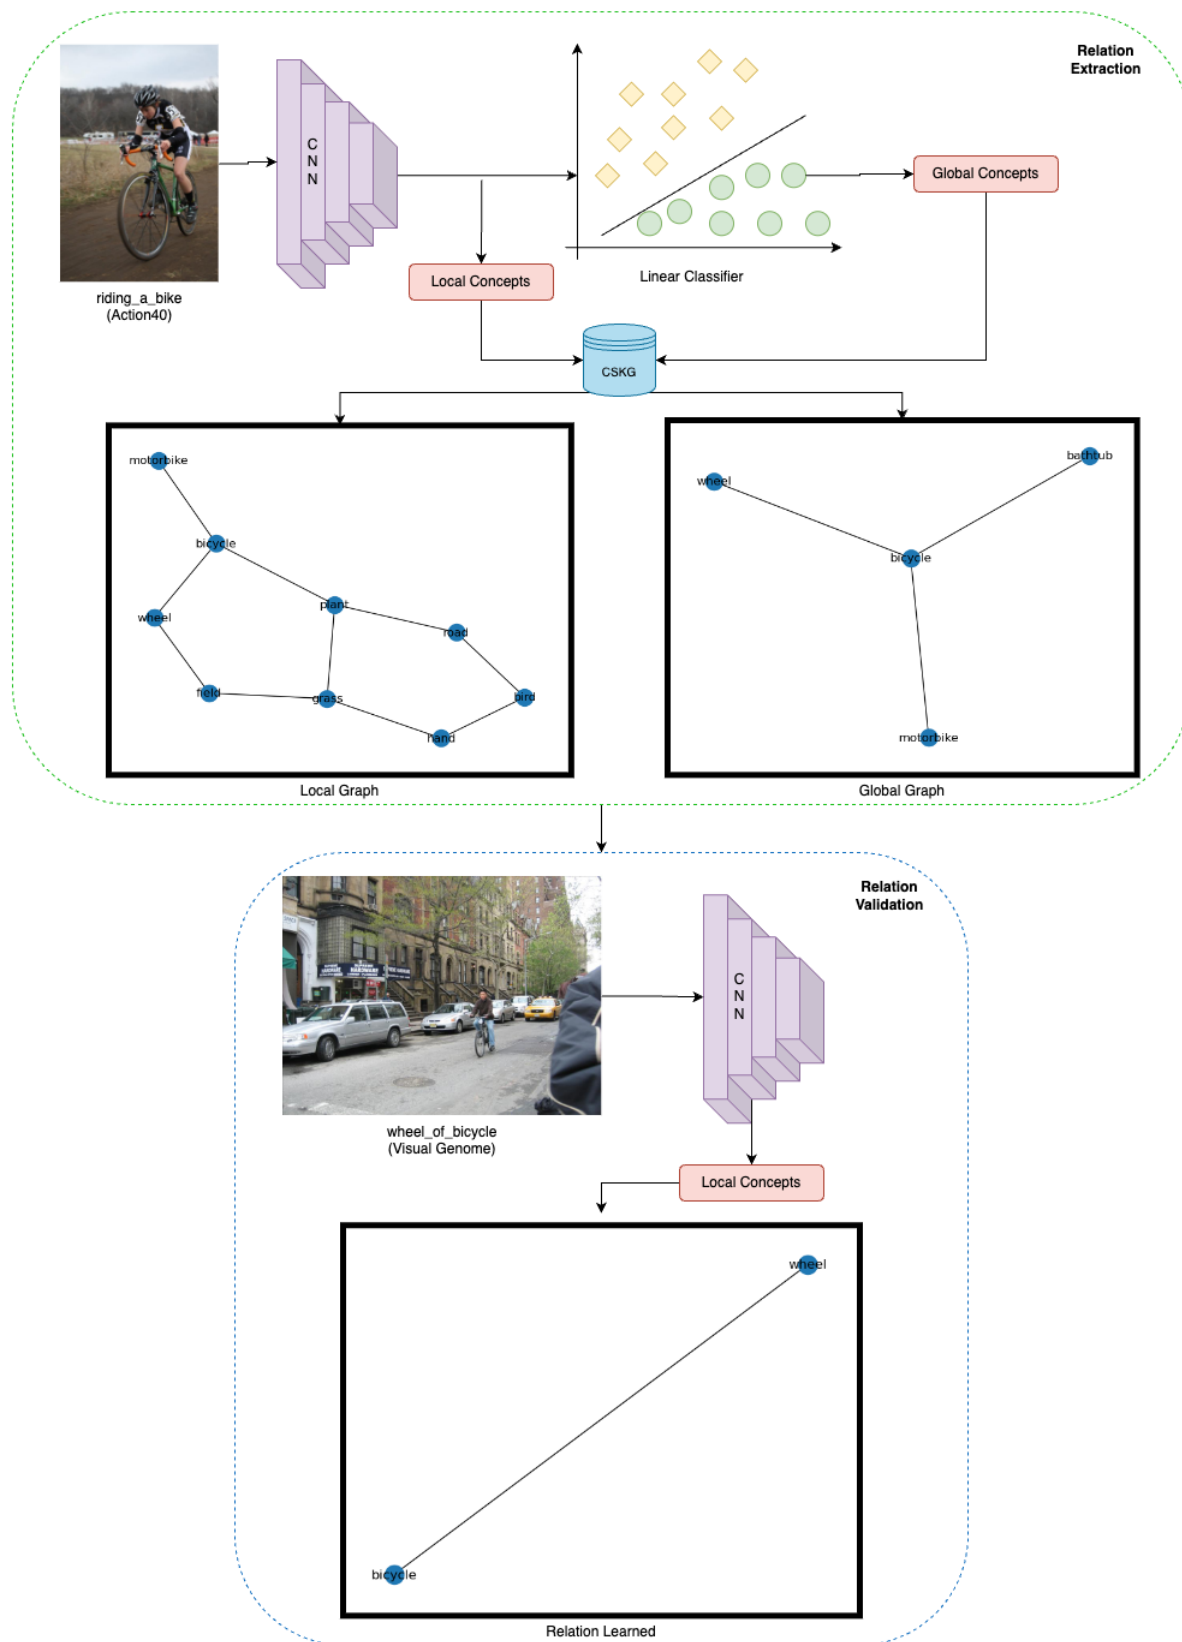 Relation
Extraction
C
N
N
Global Concepts
Local Concepts
Linear Classifier
riding_a_bike
(Action40)
CSKG
motorbike
bicycle
wheel
plant
road
field
grass
bird
hand
Local Graph
wheel
bathtub
bicycle
motorbike
Global Graph
Relation
Validation
C
N
N
HARDWARE
wheel_of_bicycle
(Visual Genome)
Local Concepts
wheel
bicycle
Relation Learned